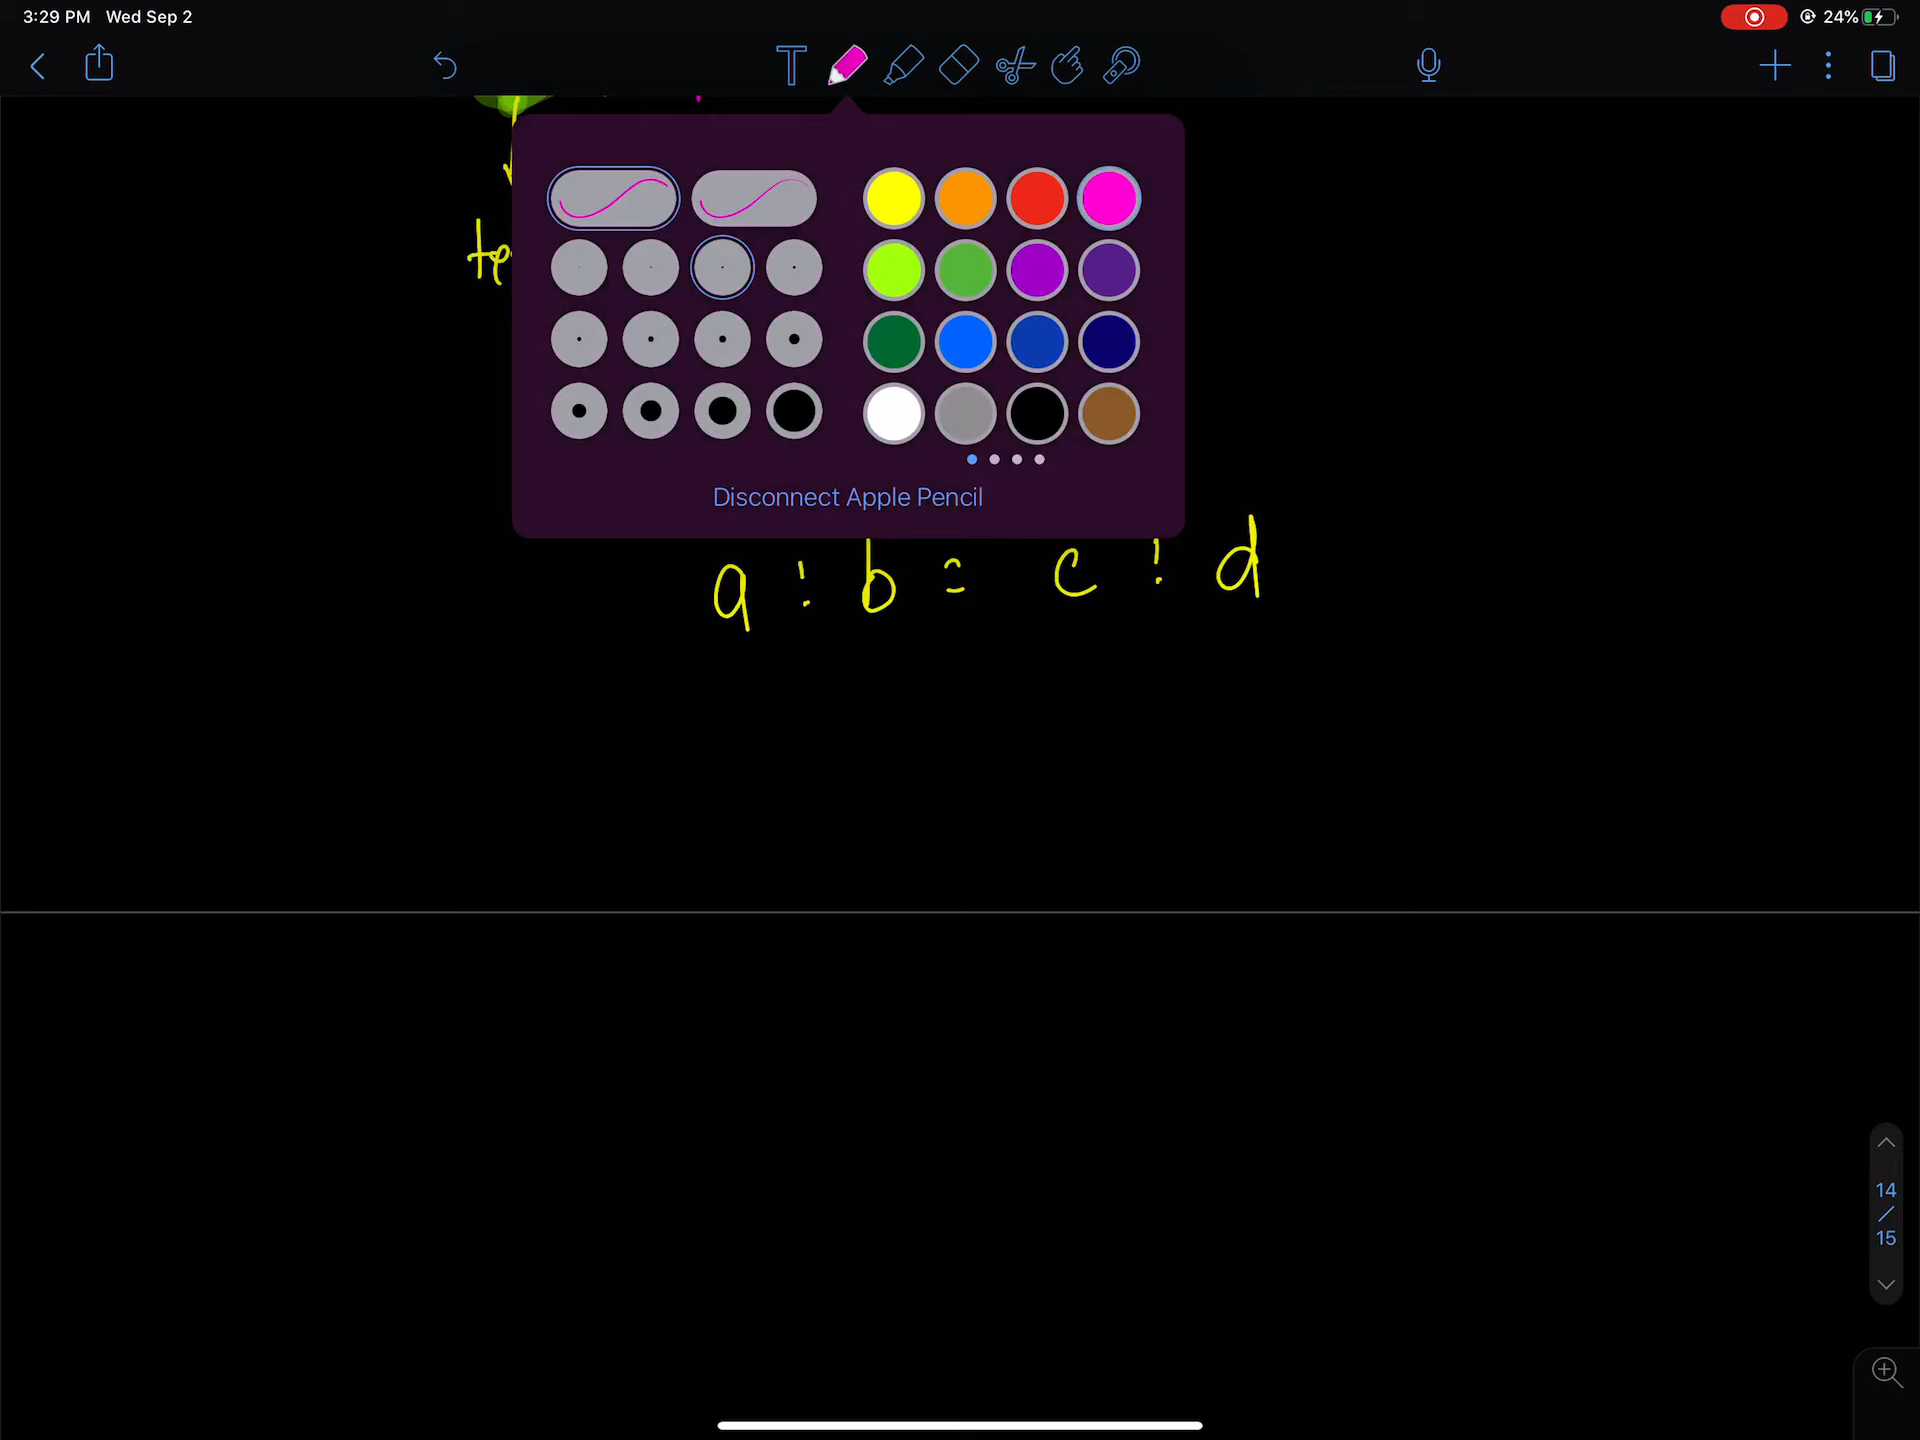 3:29 PM Wed Sep 2
24%
T
Disconnect Apple Pencil
a : b = c : d
14
/
15